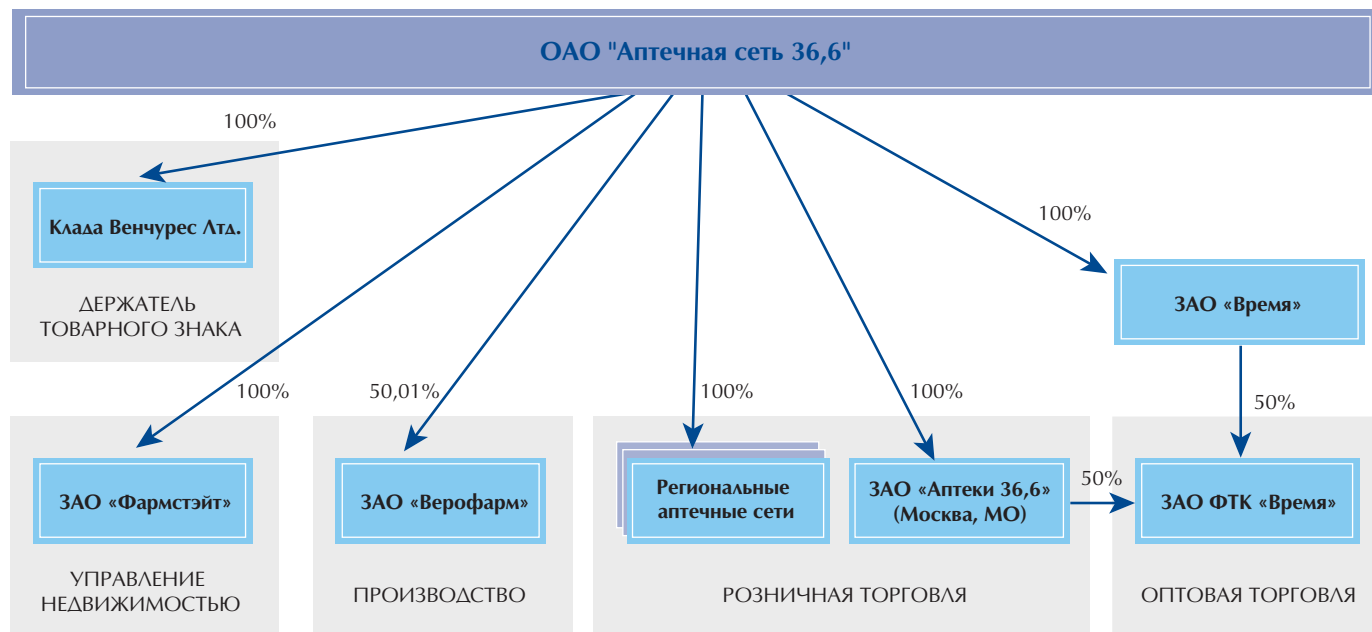 ОАО "Аптечная сеть 36,6"
100%
Клада Венчурес Лтд.
ДЕРЖАТЕЛЬ
ТОВАРНОГО ЗНАКА
100%
ЗАО «Время»
100%
50,01%
100%
100%
50%
ЗАО «Фармстэйт»
ЗАО «Верофарм»
Региональные
аптечные сети
ЗАО «Аптеки 36,6»
(Москва, МО)
50%
ЗАО ФТК «Время»
УПРАВЛЕНИЕ
НЕДВИЖИМОСТЬЮ
ПРОИЗВОДСТВО
РОЗНИЧНАЯ ТОРГОВЛЯ
ОПТОВАЯ ТОРГОВЛЯ